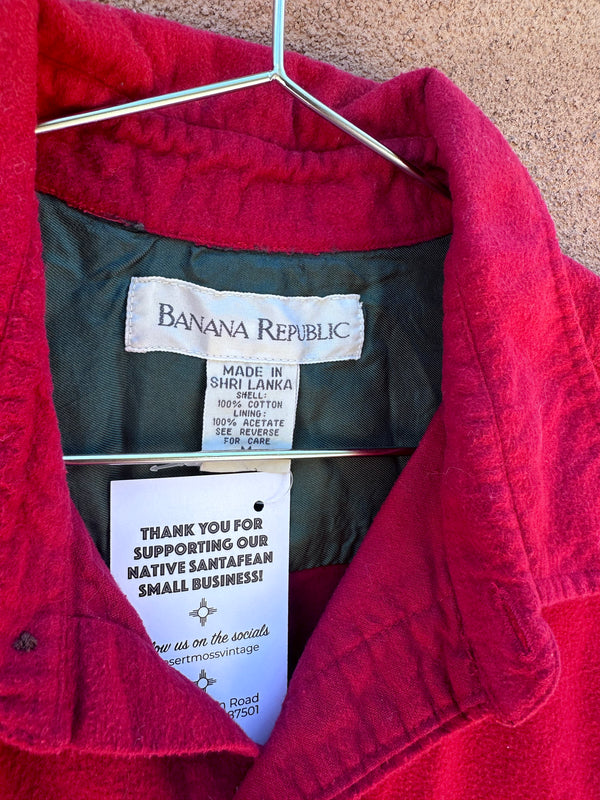 BANANA REPUBLIC
MADE IN
SHRI LANKA
SHELL:
100% COTTON
LINING:
100% ACETATE
SEE REVERSE
FOR CARE
M
THANK YOU FOR
SUPPORTING OUR
NATIVE SANTAFEAN
SMALL BUSINESS!
us on the socials
Road
87501